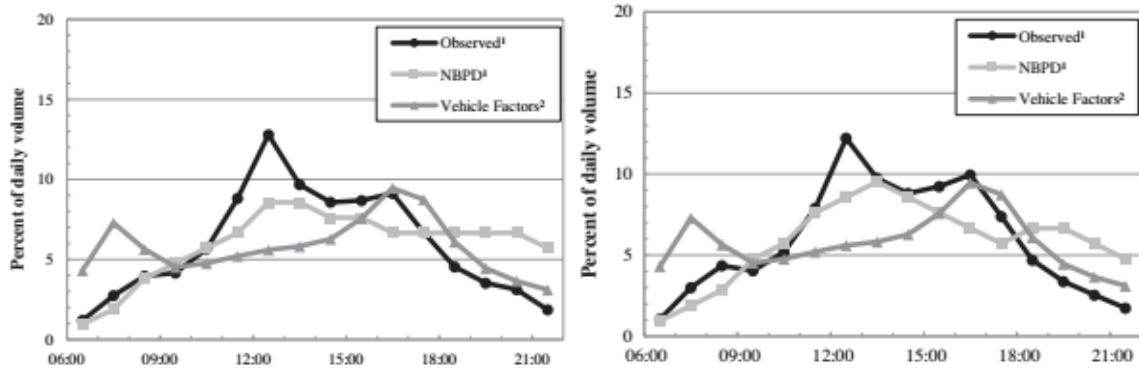 Percent of daily volume
20
15
10
5
0
06:00 09:00 12:00 15:00 18:00 21:00
Observed¹
NBPD³
Vehicle Factors²
Percent of daily volume
20
15
10
5
0
06:00 09:00 12:00 15:00 18:00 21:00
Observed¹
NBPD³
Vehicle Factors²